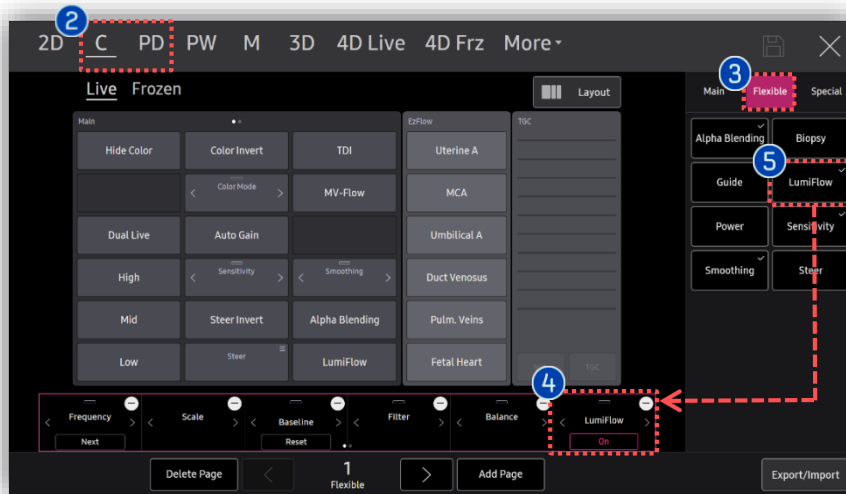 2
2D C PD PW M 3D 4D Live 4D Frz More
Live Frozen
Layout
3
Main Flexible Special
Main
Hide Color Color Invert TDI
Color Mode MV-Flow
Dual Live Auto Gain
High Sensitivity Smoothing
Mid Steer Invert Alpha Blending
Low Steer LumiFlow
EzFlow
Uterine A
MCA
Umbilical A
Duct Venosus
Pulm. Veins
Fetal Heart
TGC
TGC
Alpha Blending Biopsy
5
Guide LumiFlow
Power Sensitivity
Smoothing Steer
4
Frequency Scale Baseline Filter Balance LumiFlow
Next Reset On
Delete Page 1 Add Page
Flexible
Export/Import